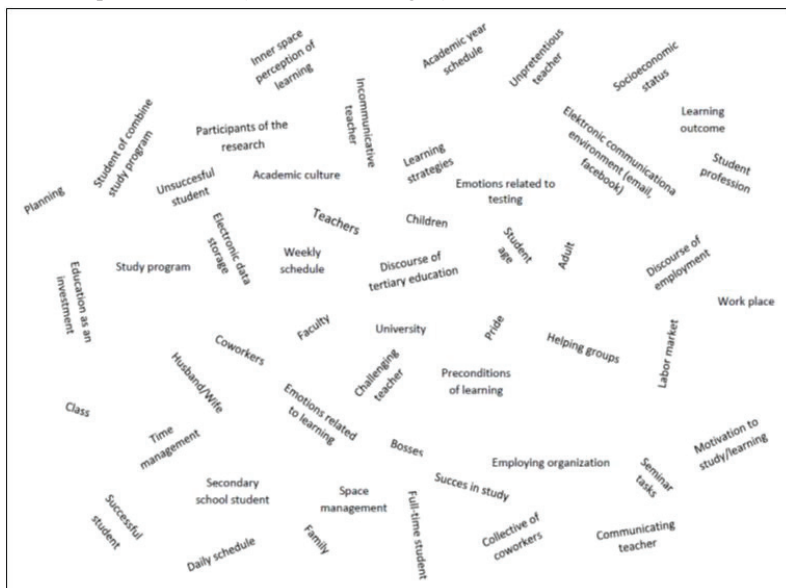 Inner space
perception of
learning
Academic year
schedule
Unpretentious
teacher
Socioeconomic
status
Incommunicative
teacher
Learning
outcome
Student of combine
study program
Participants of the
research
Elektronic communicationa
environment (email,
facebook)
Student
profession
Planning
Unsuccesful
student
Academic culture
Learning
strategies
Emotions related to
testing
Teachers
Children
Electronic data
storage
Student
age
Adult
Weekly
schedule
Discourse of
tertiary education
Discourse of
employment
Study program
Education as an
investment
Work place
Faculty
University
Pride
Helping groups
Labor market
Coworkers
Husband/Wife
Challenging
teacher
Preconditions
of learning
Class
Time
management
Emotions related
to learning
Bosses
Motivation to
study/learning
Employing organization
Seminar
tasks
Succes in study
Secondary
school student
Space
management
Successful
student
Full-time student
Daily schedule
Family
Collective of
coworkers
Communicating
teacher